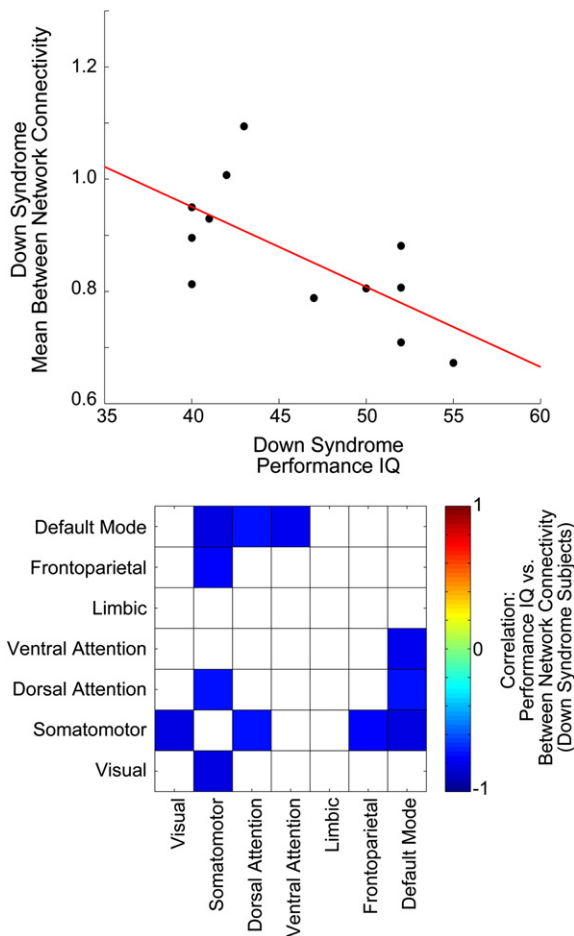 Down Syndrome
Mean Between Network Connectivity
1.2
1.0
0.8
0.6
35
40
45
50
55
60
Down Syndrome
Performance IQ
Default Mode
Frontoparietal
Limbic
Ventral Attention
Dorsal Attention
Somatomotor
Visual
Visual
Somatomotor
Dorsal Attention
Ventral Attention
Limbic
Frontoparietal
Default Mode
1
0
-1
Correlation:
Performance IQ vs.
Between Network Connectivity
(Down Syndrome Subjects)